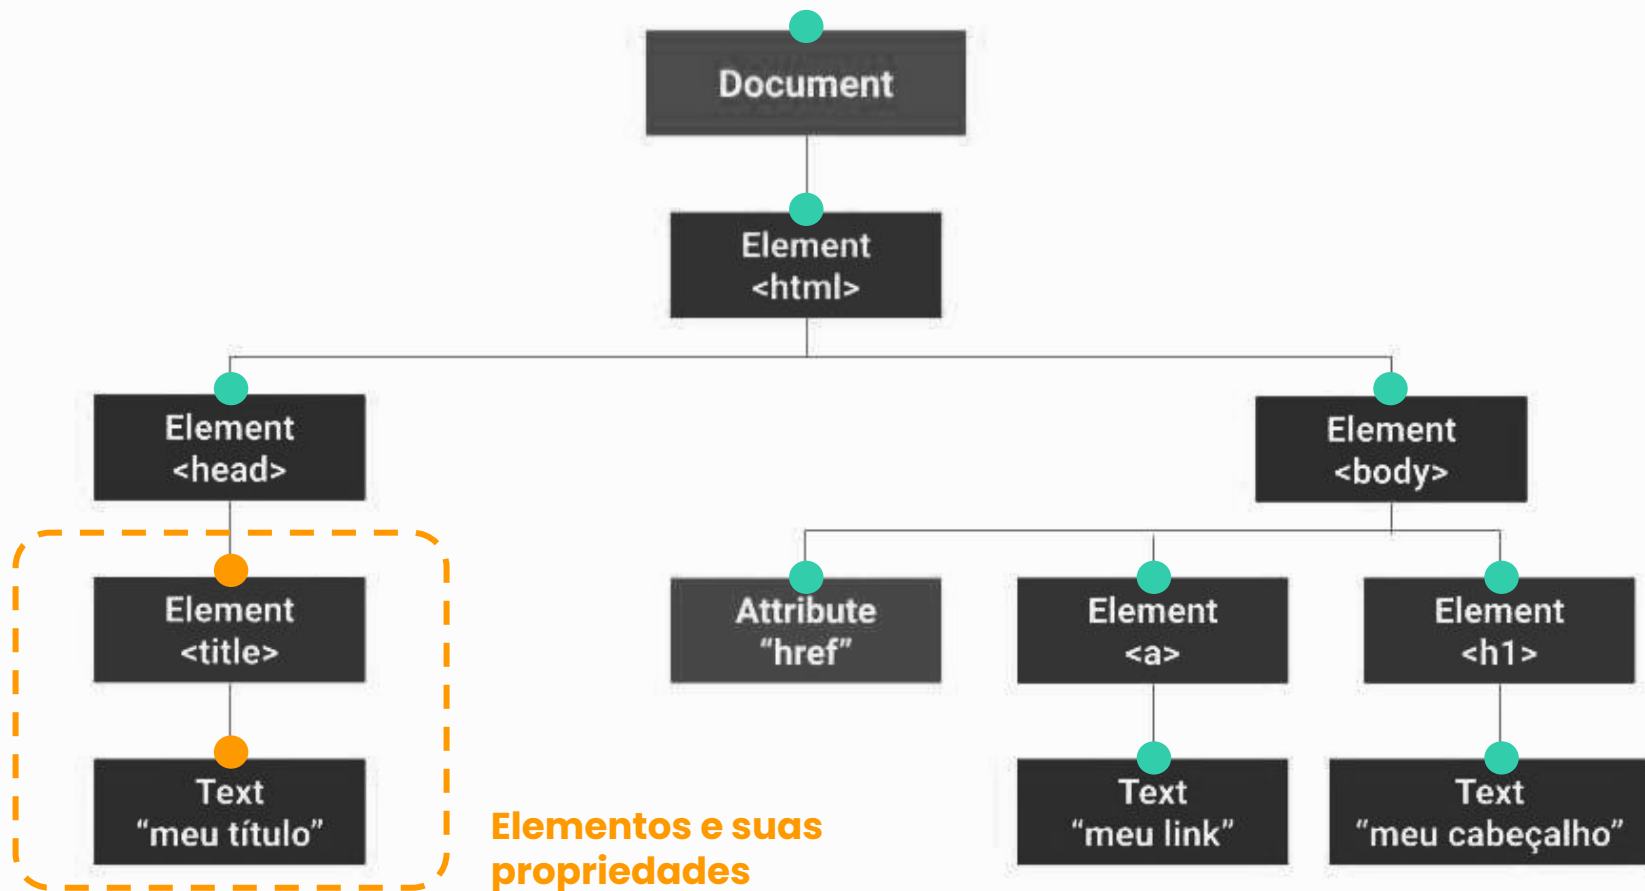 Document
Element
<html>
Element
<head>
Element
<body>
Element
<title>
Attribute
“href”
Element
<a>
Element
<h1>
Text
“meu título”
Text
“meu link”
Text
“meu cabeçalho”
Elementos e suas
propriedades